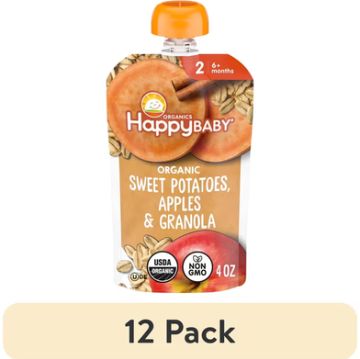 2 6+
months
ORGANICS
HappyBABY
ORGANIC
SWEET POTATOES,
APPLES
& GRANOLA
USDA
ORGANIC
NON
GMO
4 OZ
12 Pack